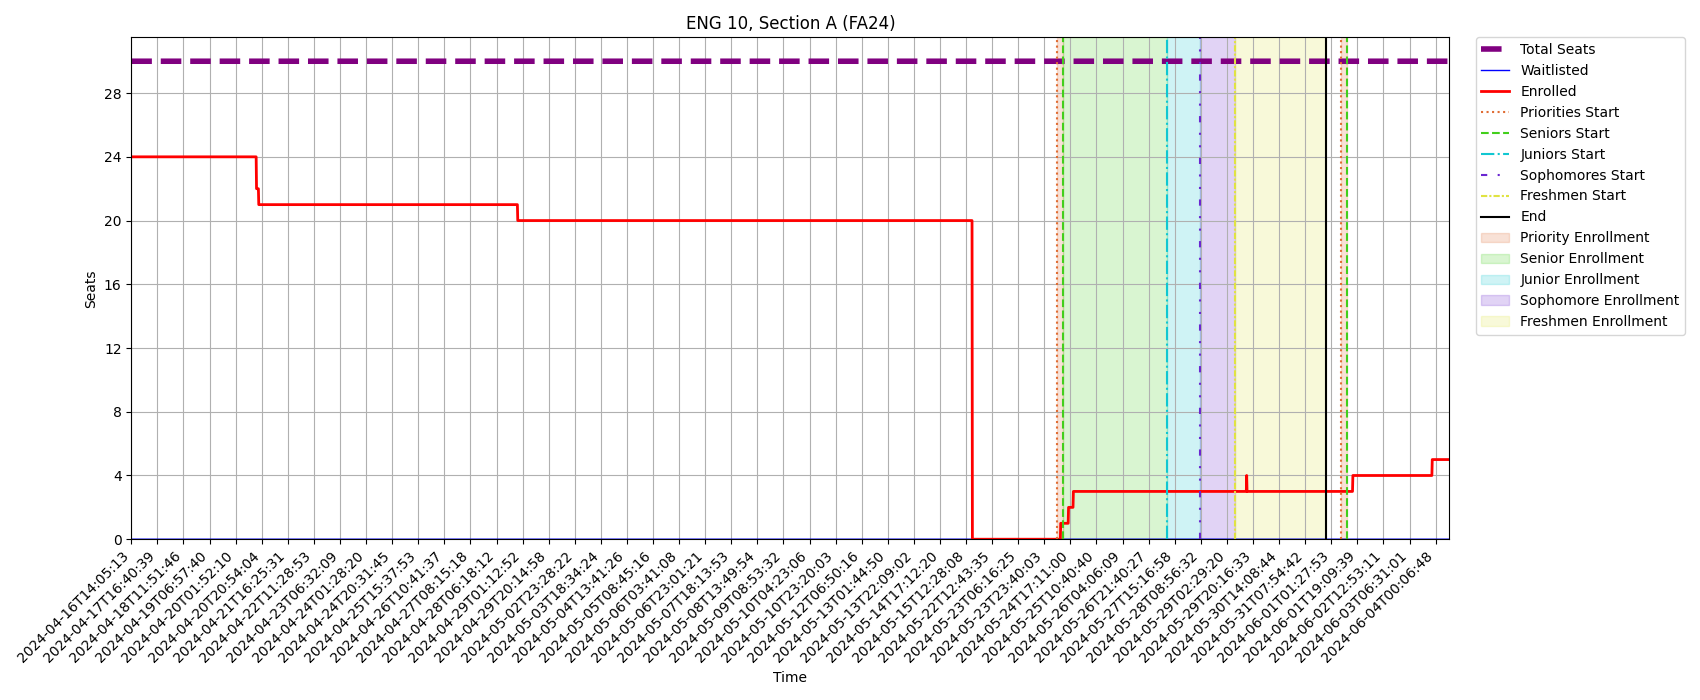 ENG 10, Section A (FA24)
Total Seats
Waitlisted
Enrolled
Priorities Start
Seniors Start
Juniors Start
Sophomores Start
Freshmen Start
End
Priority Enrollment
Senior Enrollment
Junior Enrollment
Sophomore Enrollment
Freshmen Enrollment
Seats
28
24
20
16
12
8
4
0
2024-04-16T14:05:13
2024-04-17T16:40:39
2024-04-18T11:51:46
2024-04-19T06:57:40
2024-04-20T01:52:10
2024-04-20T20:54:04
2024-04-21T16:25:31
2024-04-22T11:28:53
2024-04-23T06:32:09
2024-04-24T01:28:20
2024-04-24T20:31:45
2024-04-25T15:37:53
2024-04-26T10:41:37
2024-04-27T08:15:18
2024-04-28T06:18:12
2024-04-29T01:12:52
2024-04-29T20:14:58
2024-05-02T23:28:22
2024-05-03T18:34:24
2024-05-04T13:41:26
2024-05-05T08:45:16
2024-05-06T03:41:08
2024-05-06T23:01:21
2024-05-07T18:13:53
2024-05-08T13:49:54
2024-05-09T08:53:32
2024-05-10T04:23:06
2024-05-10T23:20:03
2024-05-12T06:50:16
2024-05-13T01:44:50
2024-05-13T22:09:02
2024-05-14T17:12:20
2024-05-15T12:28:08
2024-05-22T12:43:35
2024-05-23T06:16:25
2024-05-23T23:40:03
2024-05-24T17:11:00
2024-05-25T10:40:40
2024-05-26T04:06:09
2024-05-26T21:40:27
2024-05-27T15:16:58
2024-05-28T08:56:32
2024-05-29T02:29:20
2024-05-29T20:16:33
2024-05-30T14:08:44
2024-05-31T07:54:42
2024-06-01T01:27:53
2024-06-01T19:09:39
2024-06-02T12:53:11
2024-06-03T06:31:01
2024-06-04T00:06:48
Time